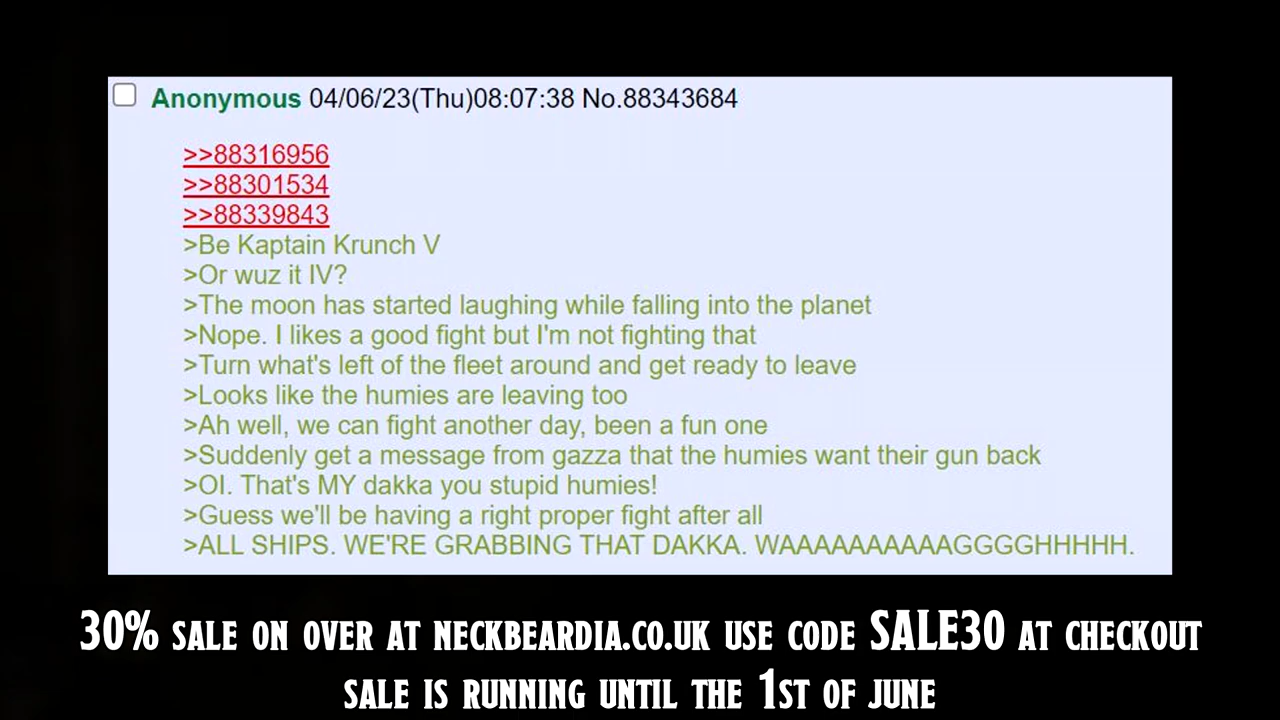 Anonymous 04/06/23(Thu)08:07:38 No.88343684
>>88316956
>>88301534
>>88339843
>Be Kaptain Krunch V
>Or wuz it IV?
>The moon has started laughing while falling into the planet
>Nope. I likes a good fight but I'm not fighting that
>Turn what's left of the fleet around and get ready to leave
>Looks like the humies are leaving too
>Ah well, we can fight another day, been a fun one
>Suddenly get a message from gazza that the humies want their gun back
>OI. That's MY dakka you stupid humies!
>Guess we'll be having a right proper fight after all
>ALL SHIPS. WE'RE GRABBING THAT DAKKA. WAAAAAAAAAAGGGGHHHHH.
30% SALE ON OVER AT NECKBEARDIA.CO.UK USE CODE SALE30 AT CHECKOUT
SALE IS RUNNING UNTIL THE 1ST OF JUNE